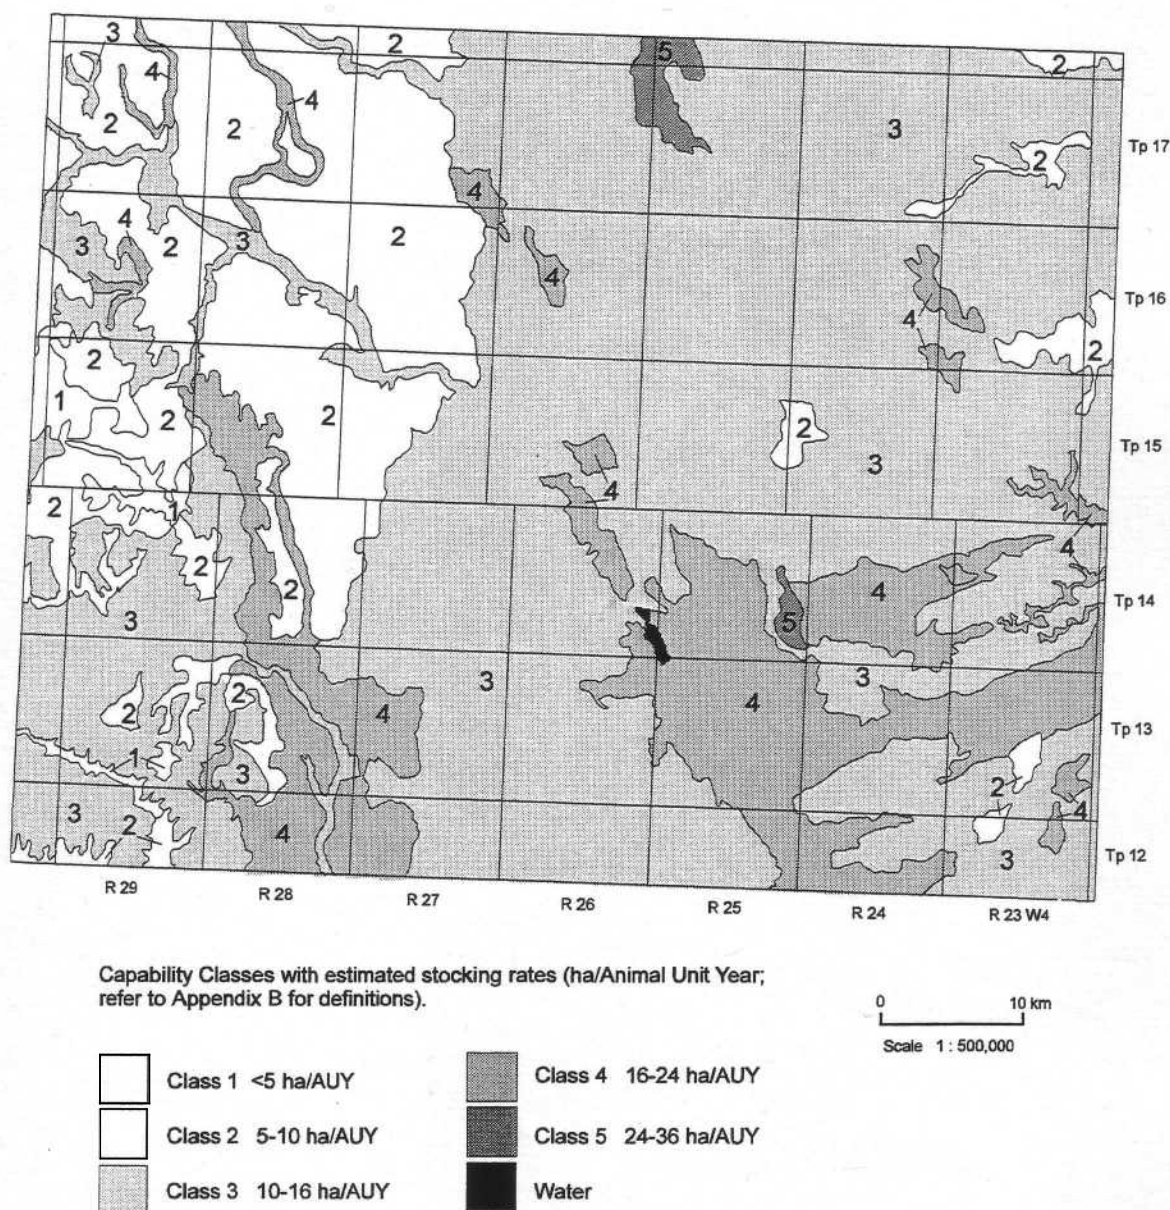 3
2
5
2
4
4
2
2
3
2
Tp 17
4
4
2
2
3
3
4
4
Tp 16
2
2
1
2
2
2
3
Tp 15
4
2
1
4
2
2
4
Tp 14
3
5
3
3
2
2
4
4
Tp 13
1
3
2
3
2
4
4
3
Tp 12
R 29
R 28
R 27
R 26
R 25
R 24
R 23 W4
Capability Classes with estimated stocking rates (ha/Animal Unit Year;
refer to Appendix B for definitions).
0 10 km
Scale 1 : 500,000
Class 1 <5 ha/AUY
Class 2 5-10 ha/AUY
Class 3 10-16 ha/AUY
Class 4 16-24 ha/AUY
Class 5 24-36 ha/AUY
Water